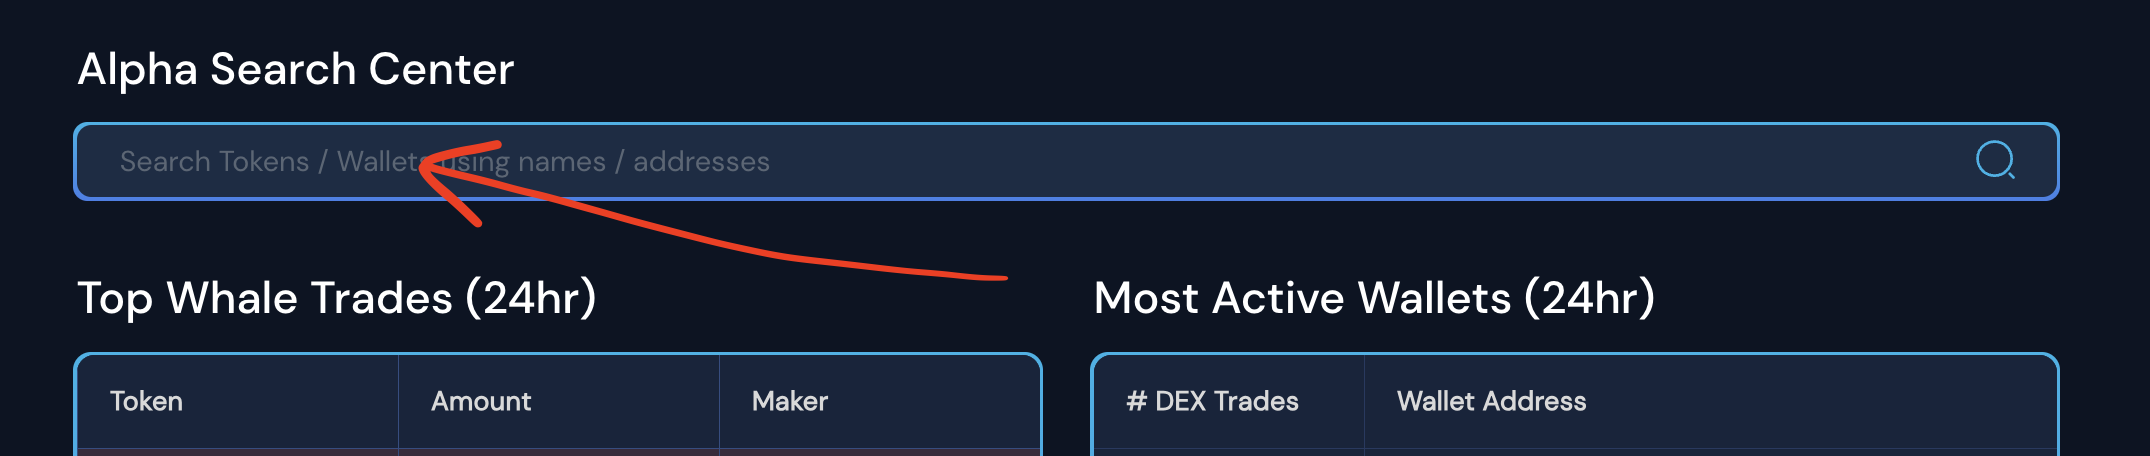 Alpha Search Center
Search Tokens / Wallets using names / addresses
Top Whale Trades (24hr)
Most Active Wallets (24hr)
Token Amount Maker
# DEX Trades Wallet Address